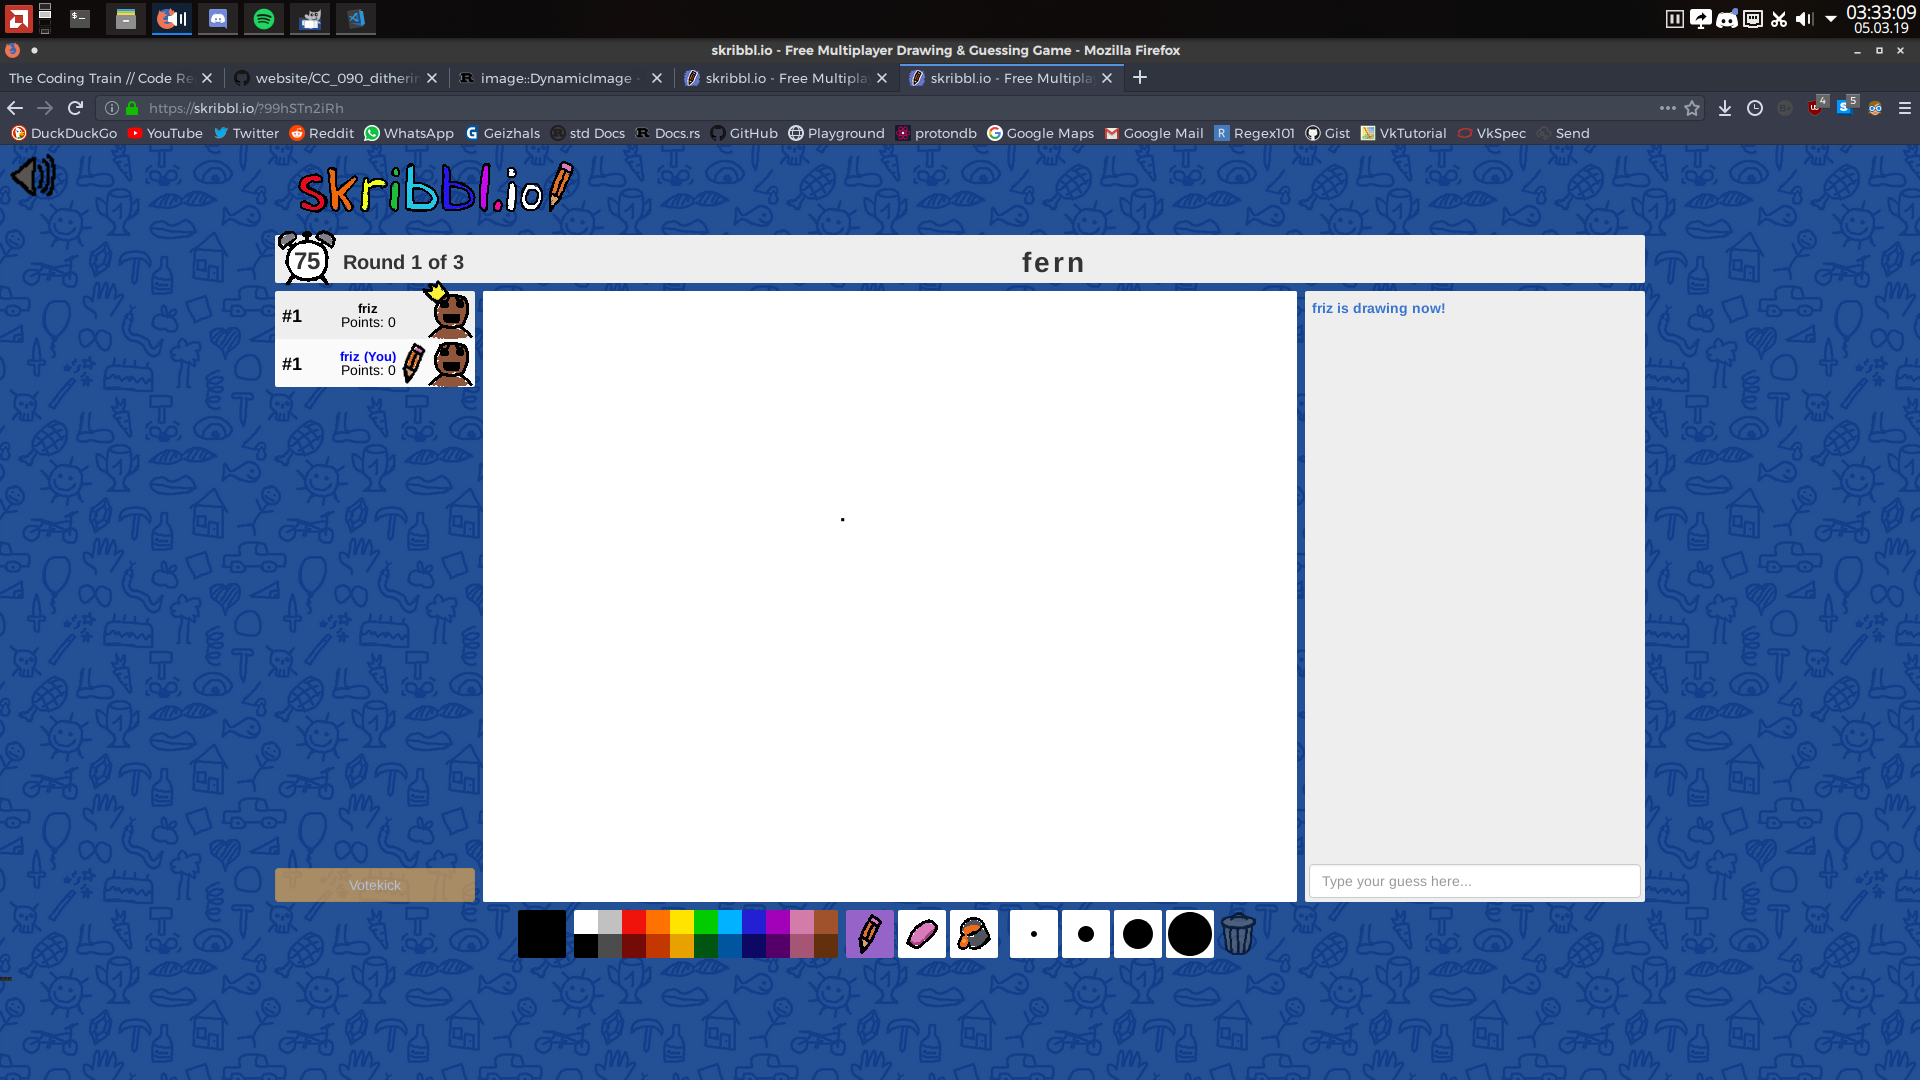 03:33:09
05.03.19
skribbl.io - Free Multiplayer Drawing & Guessing Game - Mozilla Firefox
The Coding Train // Code Re
website/CC_090_ditherin
image::DynamicImage -
skribbl.io - Free Multipla
skribbl.io - Free Multipla
https://skribbl.io/?99hSTn2iRh
4
5
DuckDuckGo YouTube Twitter Reddit WhatsApp Geizhals std Docs Docs.rs GitHub Playground protondb Google Maps Google Mail Regex101 Gist VkTutorial VkSpec Send
skribbl.io
75
Round 1 of 3
fern
#1
friz
Points: 0
#1
friz (You)
Points: 0
friz is drawing now!
Votekick
Type your guess here...